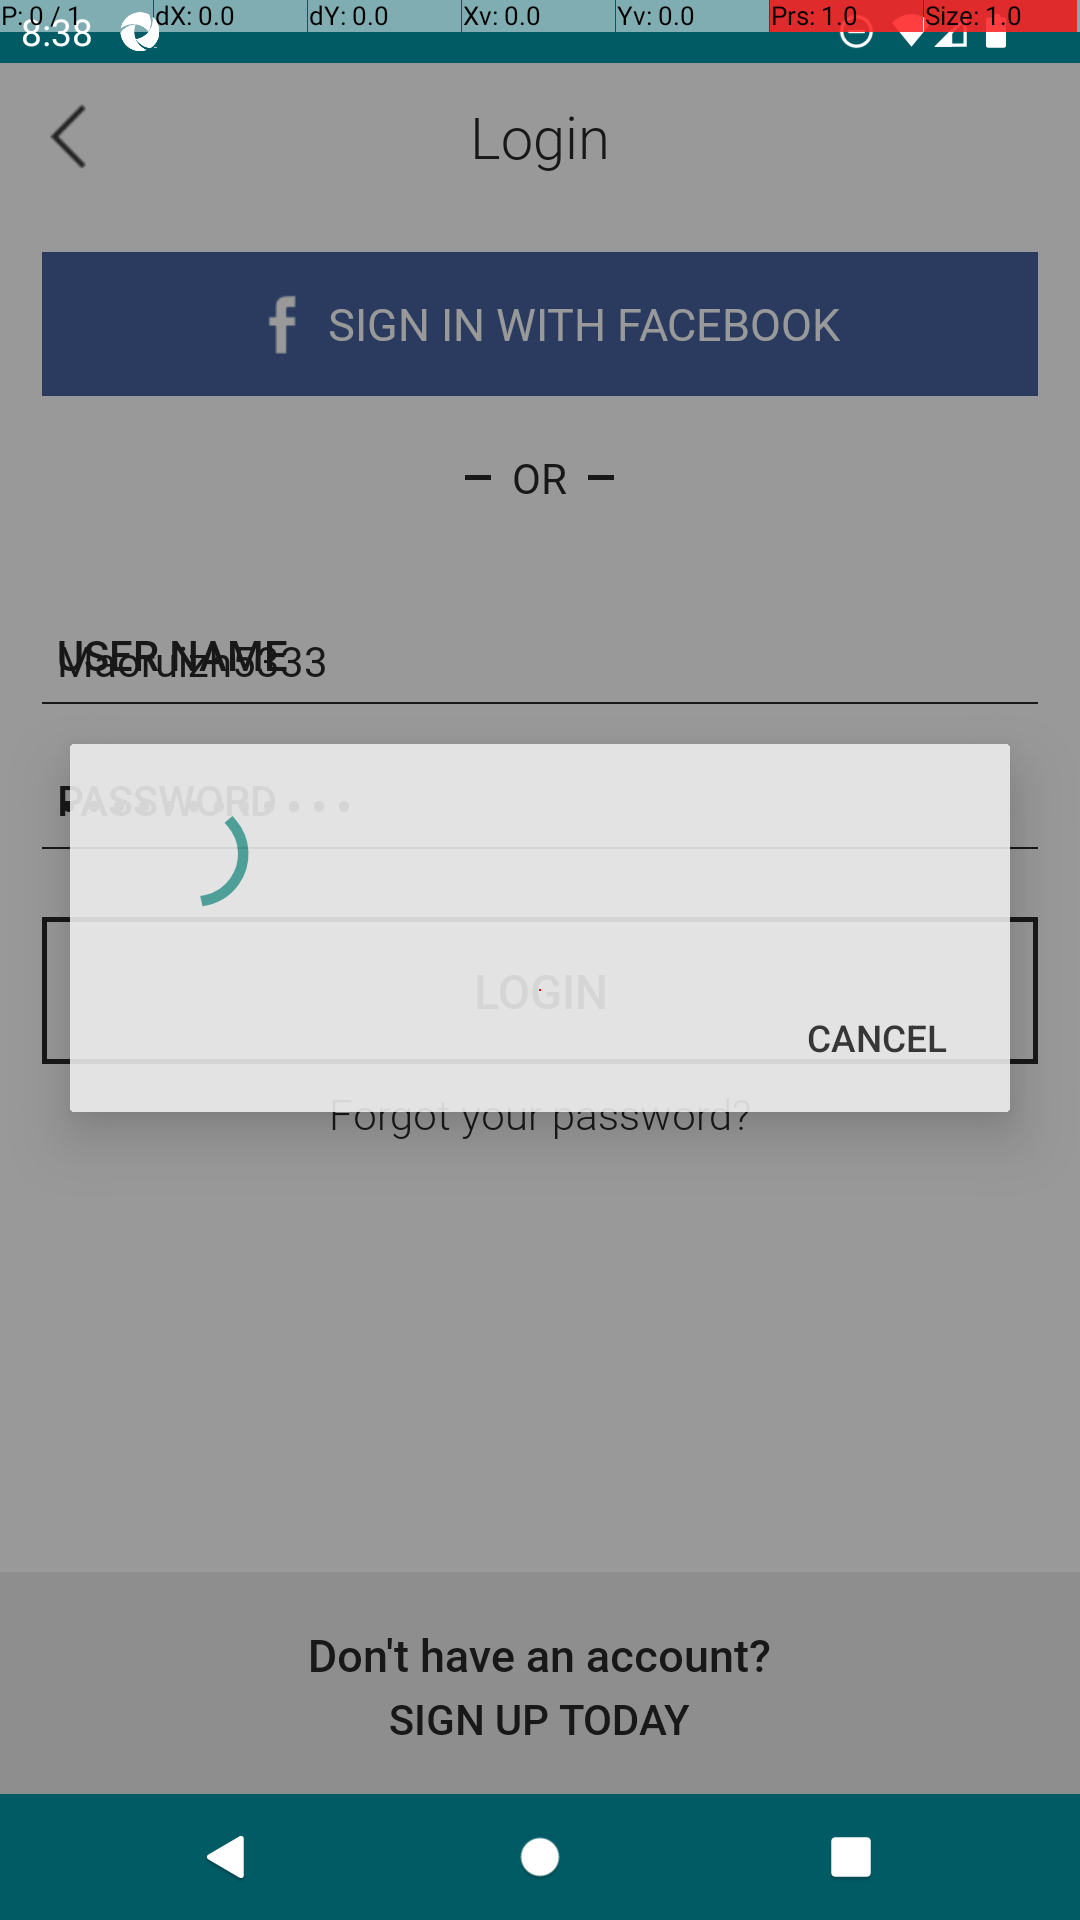 P: 0 / 1 dX: 0.0 dY: 0.0 Xv: 0.0 Yv: 0.0 Prs: 1.0 Size: 1.0
8:38
Login
SIGN IN WITH FACEBOOK
– OR –
USER NAME
Maoruizh5333
PASSWORD
LOGIN
CANCEL
Forgot your password?
Don't have an account?
SIGN UP TODAY